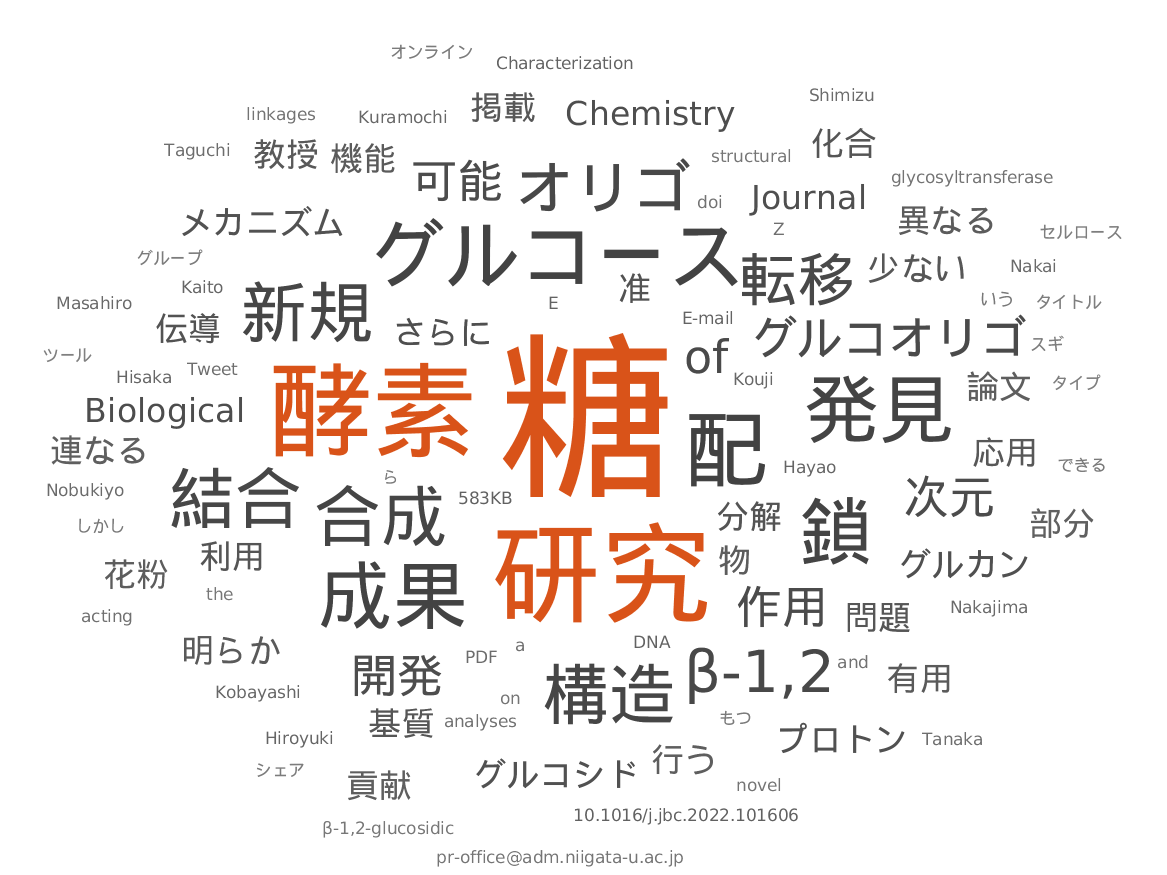 オンライン
Characterization
Shimizu
linkages
Kuramochi
掲載
Chemistry
Taguchi
教授
機能
化合
structural
可能
オリゴ
glycosyltransferase
doi
Journal
メカニズム
異なる
Z
セルロース
グループ
グルコース
転移
少ない
Nakai
Kaito
准
Masahiro
新規
E
いう
タイトル
伝導
さらに
E-mail
グルコオリゴ
スギ
ツール
of
Hisaka
Tweet
Kouji
論文
タイプ
酵素
糖
発見
Biological
配
連なる
応用
できる
Hayao
Nobukiyo
ら
583KB
結合
合成
次元
しかし
分解
鎖
部分
利用
物
グルカン
花粉
成果
研究
the
作用
問題
Nakajima
acting
明らか
a
DNA
開発
PDF
β-1,2
and
有用
Kobayashi
on
構造
基質
analyses
もつ
Hiroyuki
プロトン
Tanaka
シェア
グルコシド
行う
貢献
novel
10.1016/j.jbc.2022.101606
β-1,2-glucosidic
pr-office@adm.niigata-u.ac.jp